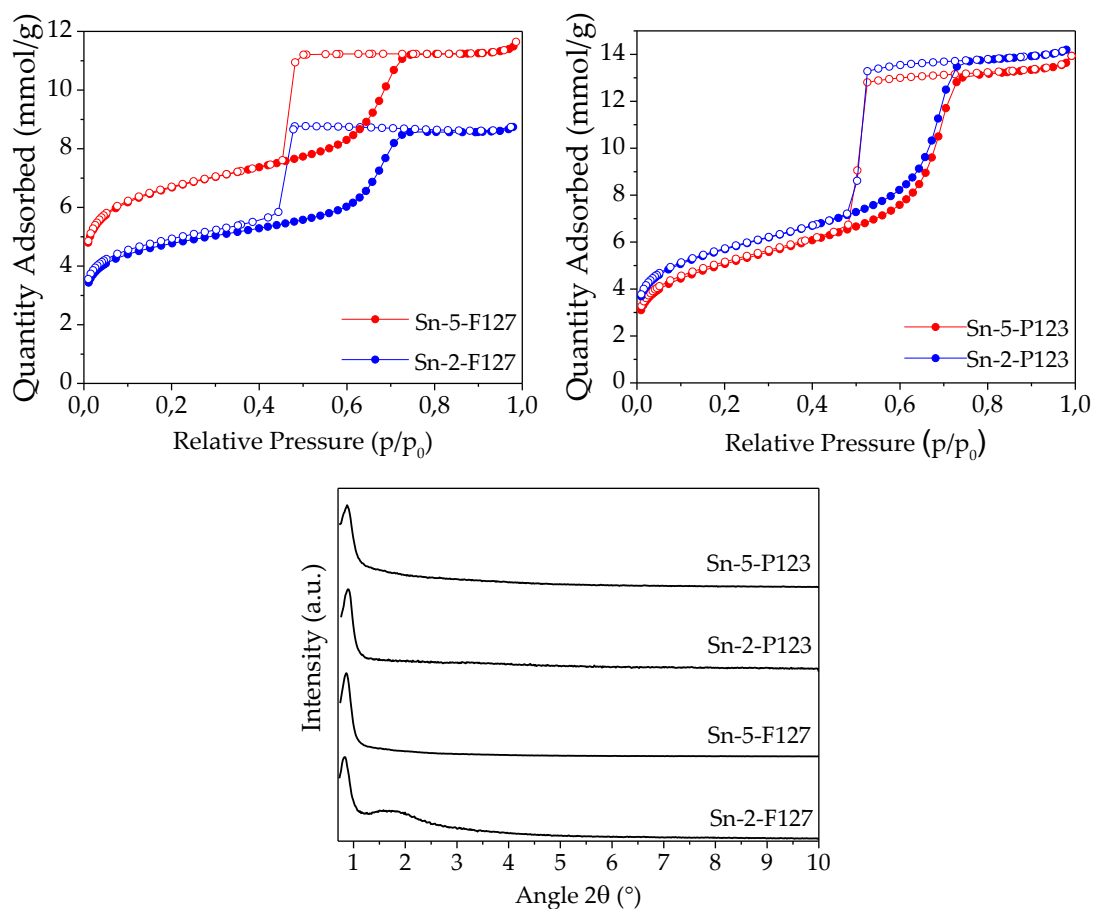 Quantity Adsorbed (mmol/g)
12
10
8
6
4
2
0
0,0 0,2 0,4 0,6 0,8 1,0
Relative Pressure (p/p₀)
Sn-5-F127
Sn-2-F127
Quantity Adsorbed (mmol/g)
14
12
10
8
6
4
2
0
0,0 0,2 0,4 0,6 0,8 1,0
Relative Pressure (p/p₀)
Sn-5-P123
Sn-2-P123
Intensity (a.u.)
Sn-5-P123
Sn-2-P123
Sn-5-F127
Sn-2-F127
1 2 3 4 5 6 7 8 9 10
Angle 2θ (°)